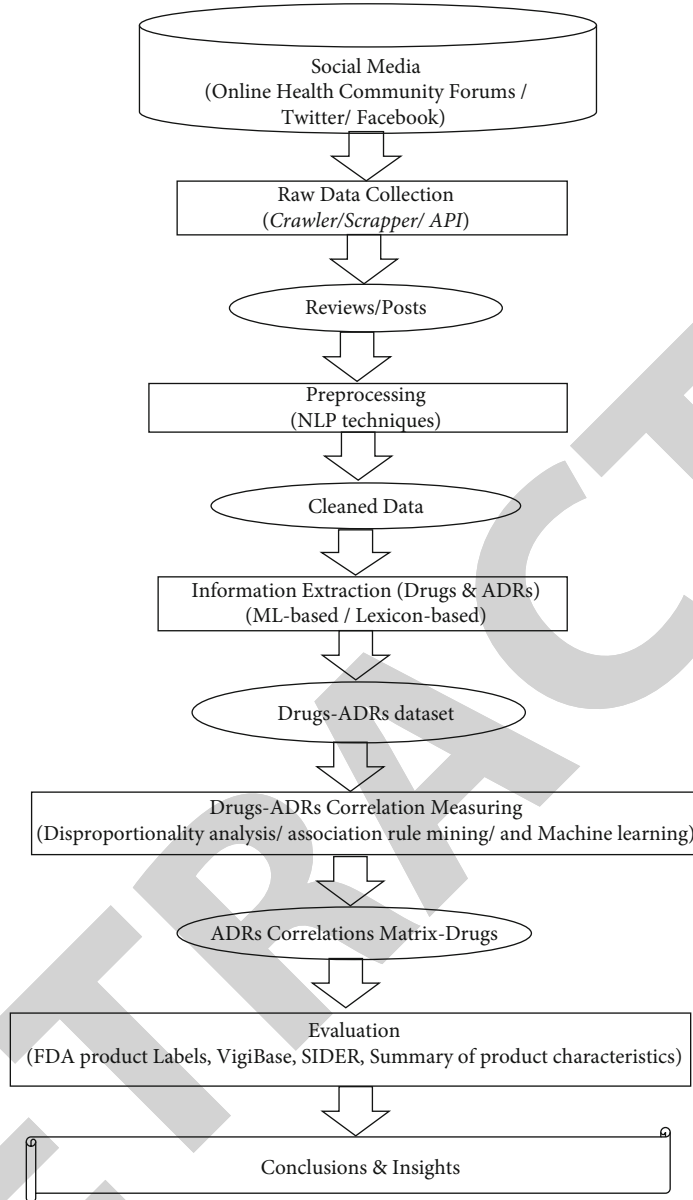 Social Media
(Online Health Community Forums /
Twitter/ Facebook)
Raw Data Collection
(Crawler/Scrapper/ API)
Reviews/Posts
Preprocessing
(NLP techniques)
Cleaned Data
Information Extraction (Drugs & ADRs)
(ML-based / Lexicon-based)
Drugs-ADRs dataset
Drugs-ADRs Correlation Measuring
(Disproportionality analysis/ association rule mining/ and Machine learning)
ADRs Correlations Matrix-Drugs
Evaluation
(FDA product Labels, VigiBase, SIDER, Summary of product characteristics)
Conclusions & Insights
TRACT